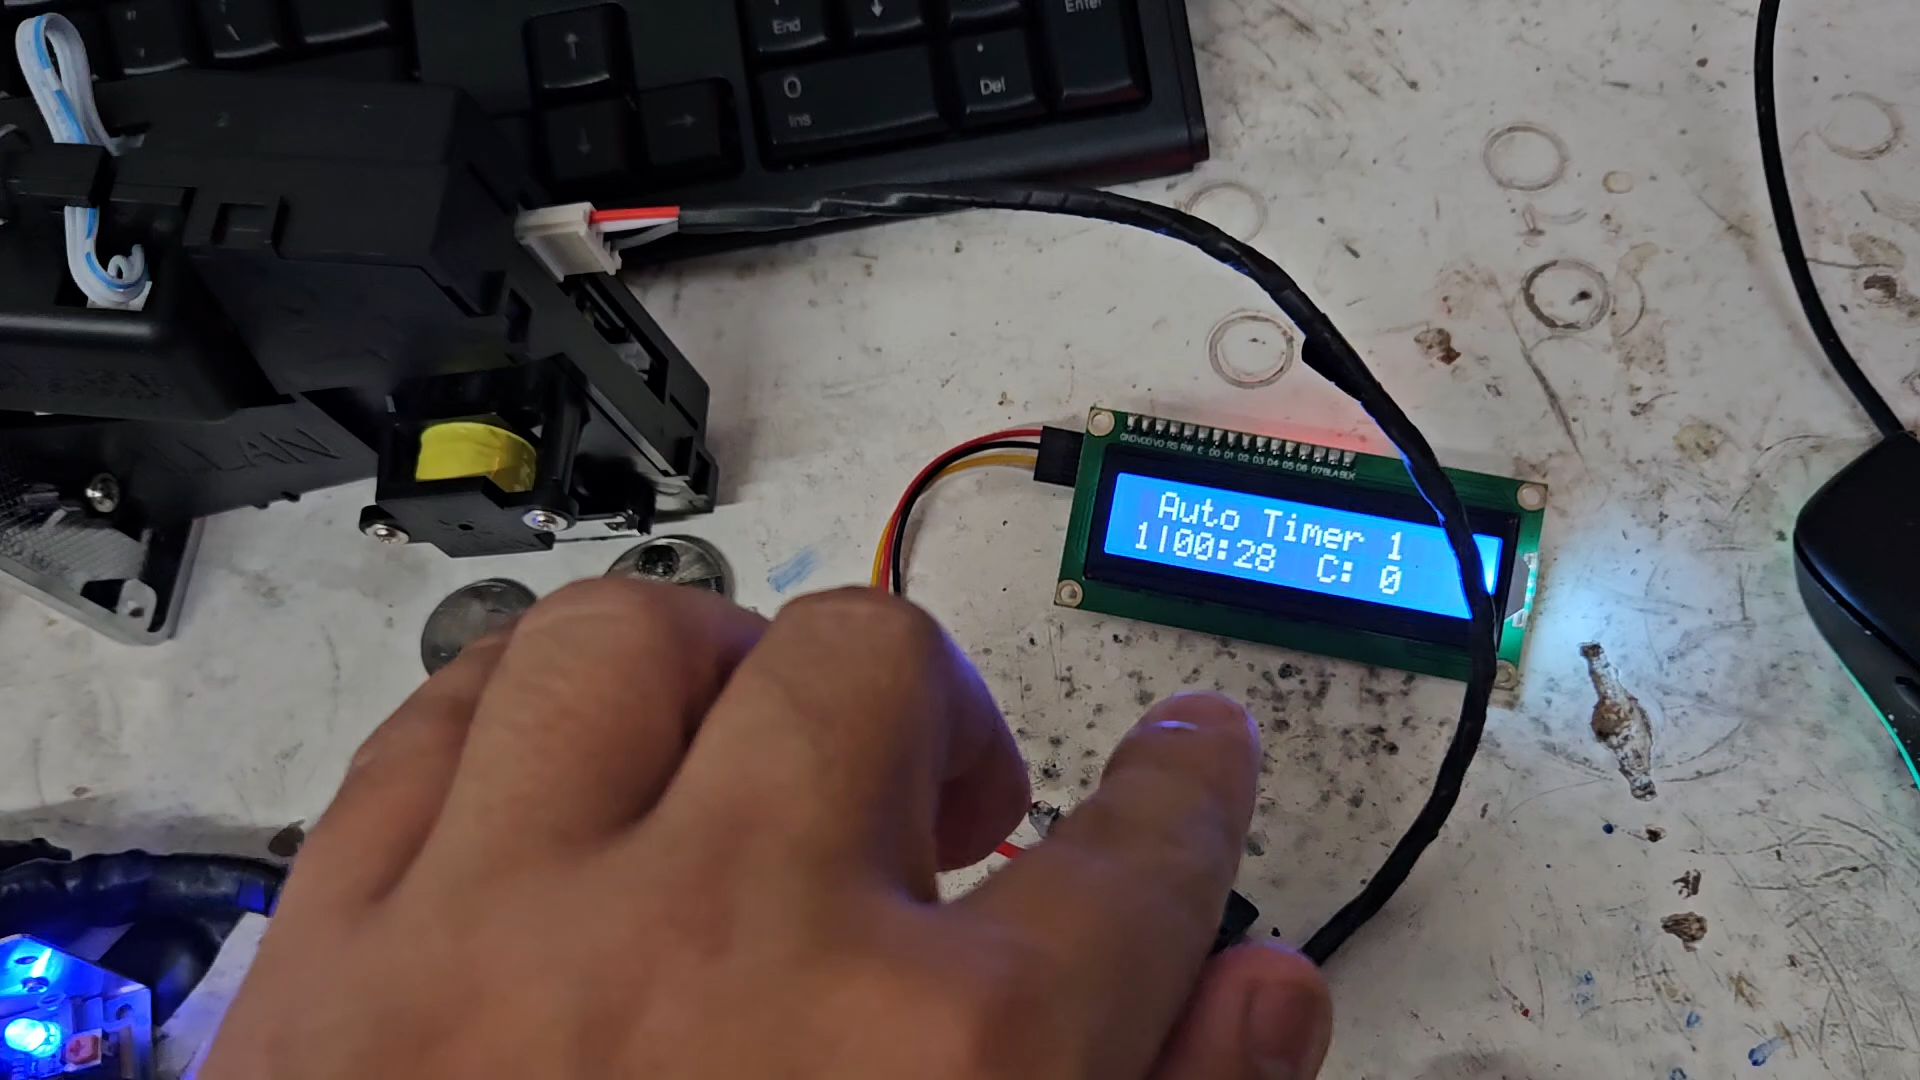 End
Enter
↑
0
Ins
.
Del
↓
→
GND VDD VO RS RW E D0 D1 D2 D3 D4 D5 D6 D7 BLA BLK
Auto Timer 1
1|00:28 C: 0